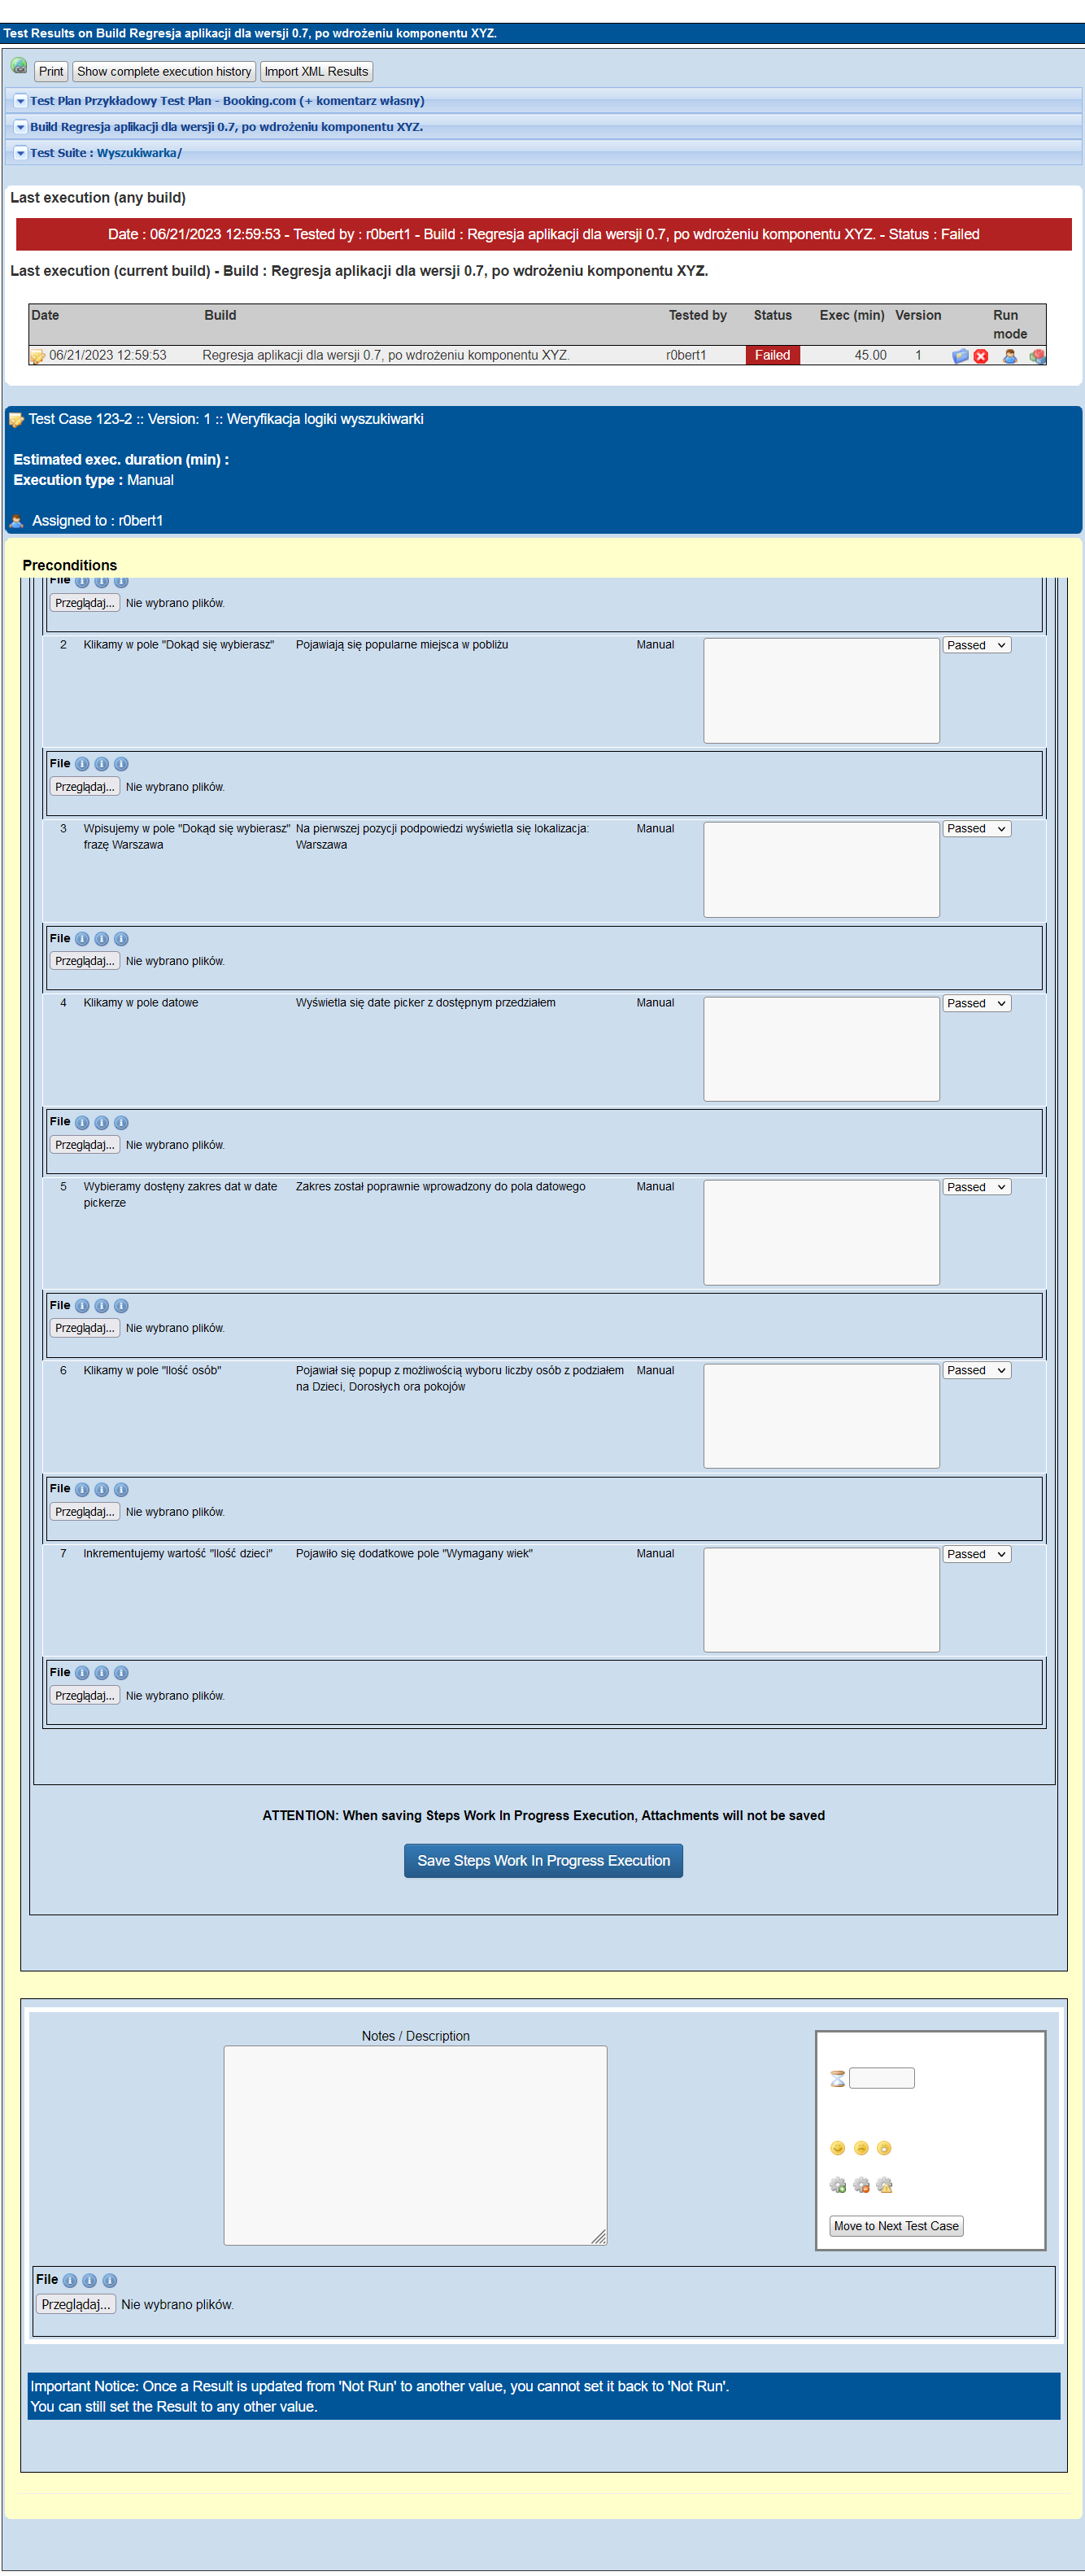 Test Results on Build Regresja aplikacji dla wersji 0.7, po wdrożeniu komponentu XYZ.
Print Show complete execution history Import XML Results
Test Plan Przykładowy Test Plan - Booking.com (+ komentarz własny)
Build Regresja aplikacji dla wersji 0.7, po wdrożeniu komponentu XYZ.
Test Suite : Wyszukiwarka/
Last execution (any build)
Date : 06/21/2023 12:59:53 - Tested by : r0bert1 - Build : Regresja aplikacji dla wersji 0.7, po wdrożeniu komponentu XYZ. - Status : Failed
Last execution (current build) - Build : Regresja aplikacji dla wersji 0.7, po wdrożeniu komponentu XYZ.
Date Build Tested by Status Exec (min) Version Run
mode
06/21/2023 12:59:53 Regresja aplikacji dla wersji 0.7, po wdrożeniu komponentu XYZ. r0bert1 Failed 45.00 1
Test Case 123-2 :: Version: 1 :: Weryfikacja logiki wyszukiwarki
Estimated exec. duration (min) :
Execution type : Manual
Assigned to : r0bert1
Preconditions
File
Przeglądaj... Nie wybrano plików.
2 Klikamy w pole "Dokąd się wybierasz" Pojawiają się popularne miejsca w pobliżu Manual Passed
File
Przeglądaj... Nie wybrano plików.
3 Wpisujemy w pole "Dokąd się wybierasz" Na pierwszej pozycji podpowiedzi wyświetla się lokalizacja: Manual Passed
frazę Warszawa Warszawa
File
Przeglądaj... Nie wybrano plików.
4 Klikamy w pole datowe Wyświetla się date picker z dostępnym przedziałem Manual Passed
File
Przeglądaj... Nie wybrano plików.
5 Wybieramy dostęny zakres dat w date Zakres został poprawnie wprowadzony do pola datowego Manual Passed
pickerze
File
Przeglądaj... Nie wybrano plików.
6 Klikamy w pole "Ilość osób" Pojawiał się popup z możliwością wyboru liczby osób z podziałem Manual Passed
na Dzieci, Dorosłych ora pokojów
File
Przeglądaj... Nie wybrano plików.
7 Inkrementujemy wartość "Ilość dzieci" Pojawiło się dodatkowe pole "Wymagany wiek" Manual Passed
File
Przeglądaj... Nie wybrano plików.
ATTENTION: When saving Steps Work In Progress Execution, Attachments will not be saved
Save Steps Work In Progress Execution
Notes / Description
Move to Next Test Case
File
Przeglądaj... Nie wybrano plików.
Important Notice: Once a Result is updated from 'Not Run' to another value, you cannot set it back to 'Not Run'.
You can still set the Result to any other value.